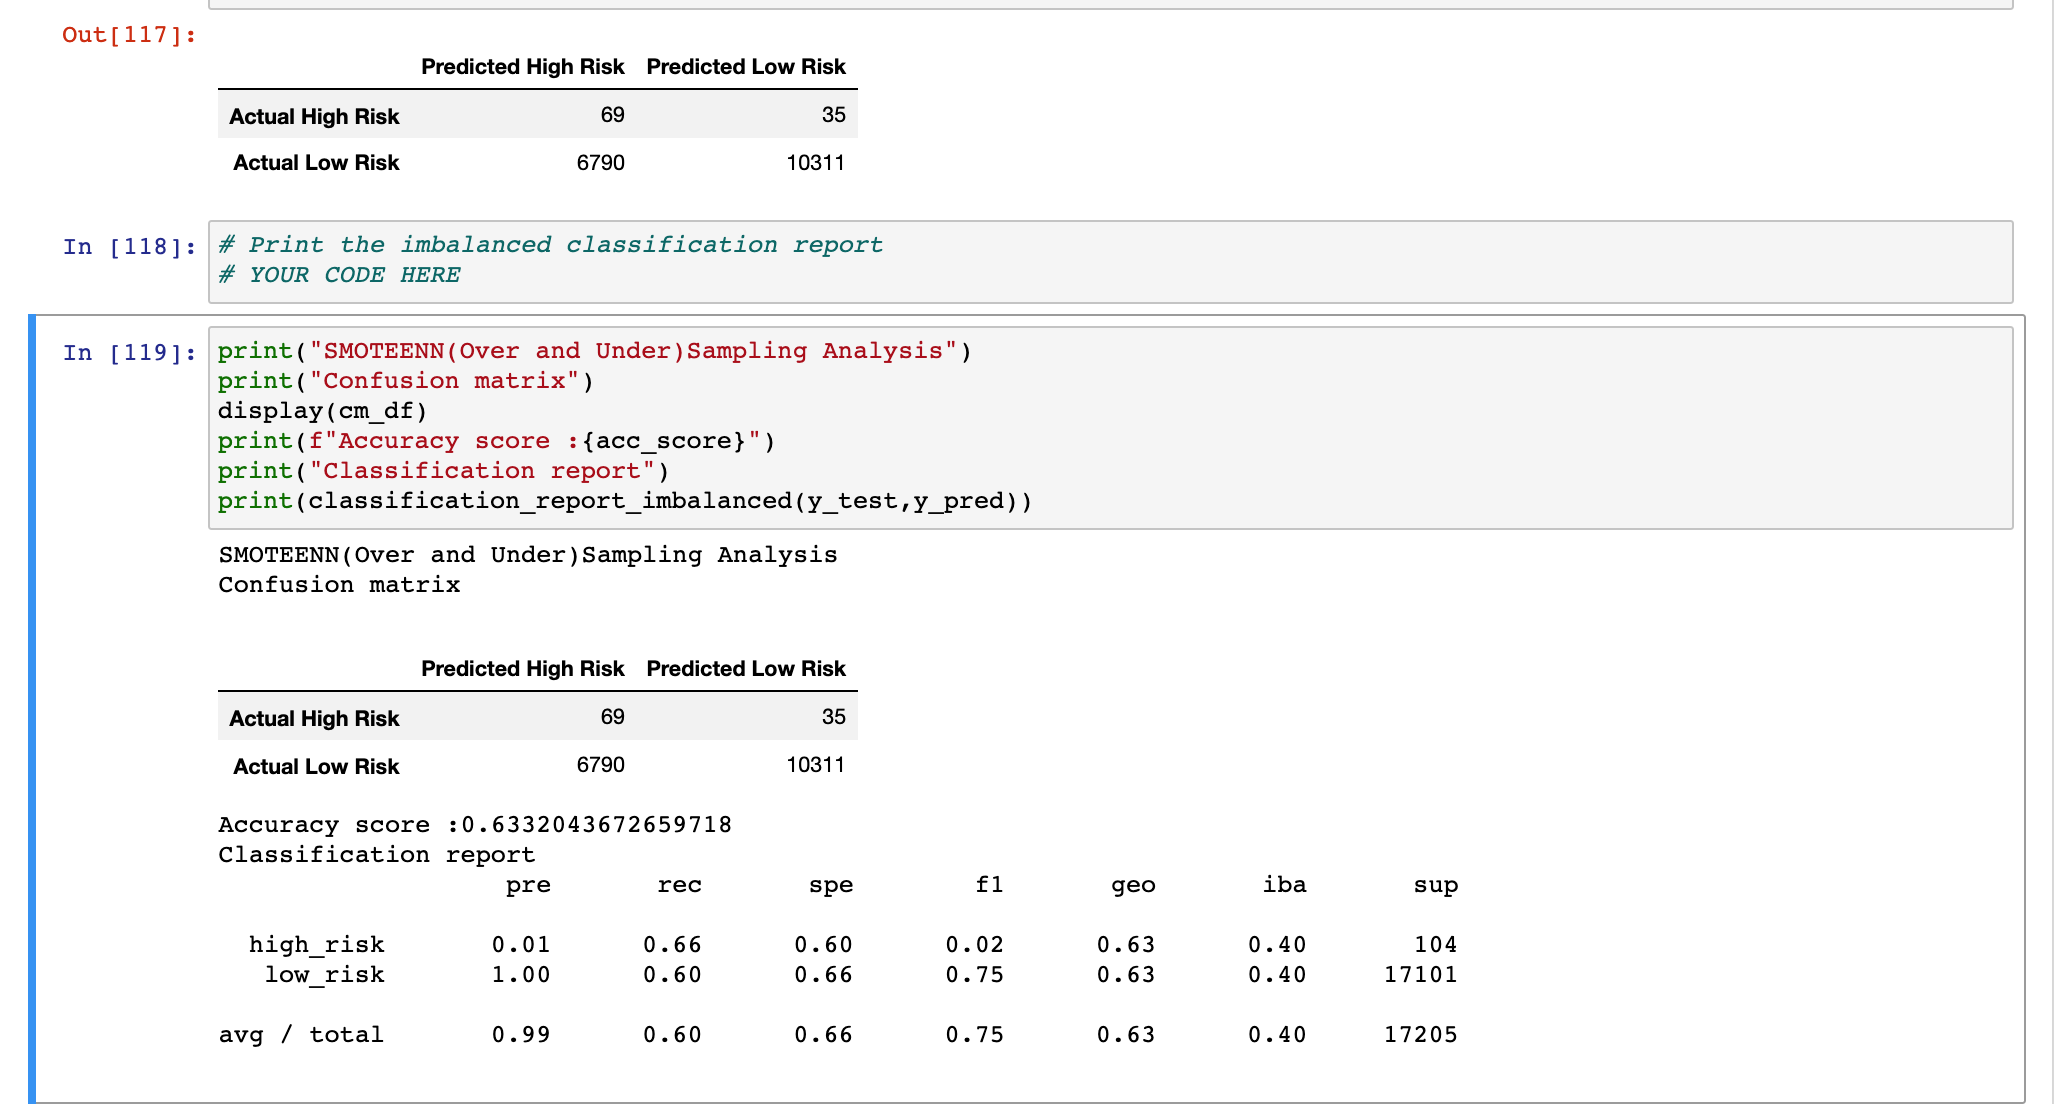 Out[117]:
Predicted High Risk Predicted Low Risk
Actual High Risk 69 35
Actual Low Risk 6790 10311
In [118]: # Print the imbalanced classification report
# YOUR CODE HERE
In [119]: print("SMOTEENN(Over and Under)Sampling Analysis")
print("Confusion matrix")
display(cm_df)
print(f"Accuracy score :{acc_score}")
print("Classification report")
print(classification_report_imbalanced(y_test,y_pred))
SMOTEENN(Over and Under)Sampling Analysis
Confusion matrix
Predicted High Risk Predicted Low Risk
Actual High Risk 69 35
Actual Low Risk 6790 10311
Accuracy score :0.6332043672659718
Classification report
pre rec spe f1 geo iba sup
high_risk 0.01 0.66 0.60 0.02 0.63 0.40 104
low_risk 1.00 0.60 0.66 0.75 0.63 0.40 17101
avg / total 0.99 0.60 0.66 0.75 0.63 0.40 17205